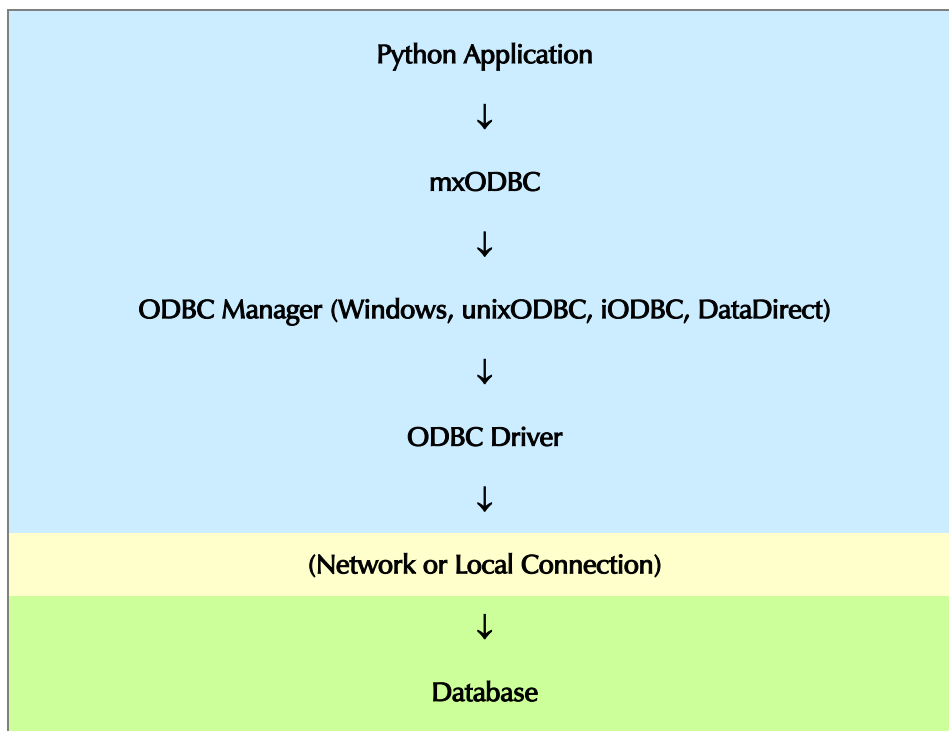 Python Application
↓
mxODBC
↓
ODBC Manager (Windows, unixODBC, iODBC, DataDirect)
↓
ODBC Driver
↓
(Network or Local Connection)
↓
Database